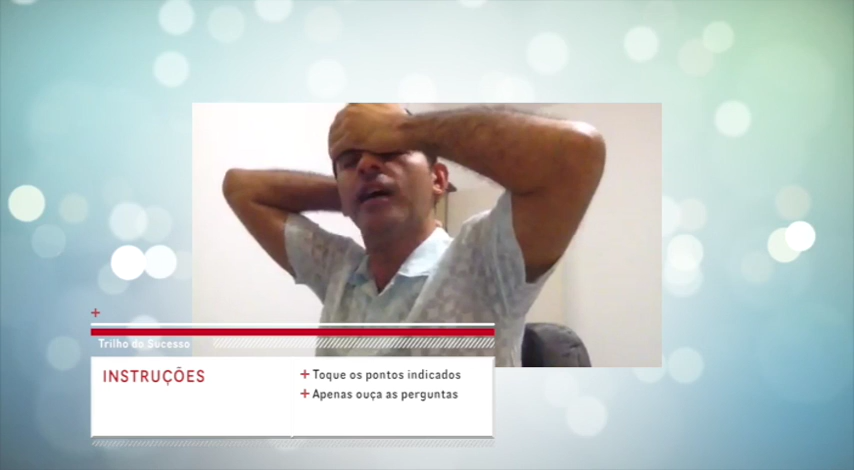 Trilho do Sucesso
INSTRUÇÕES
+ Toque os pontos indicados
+ Apenas ouça as perguntas